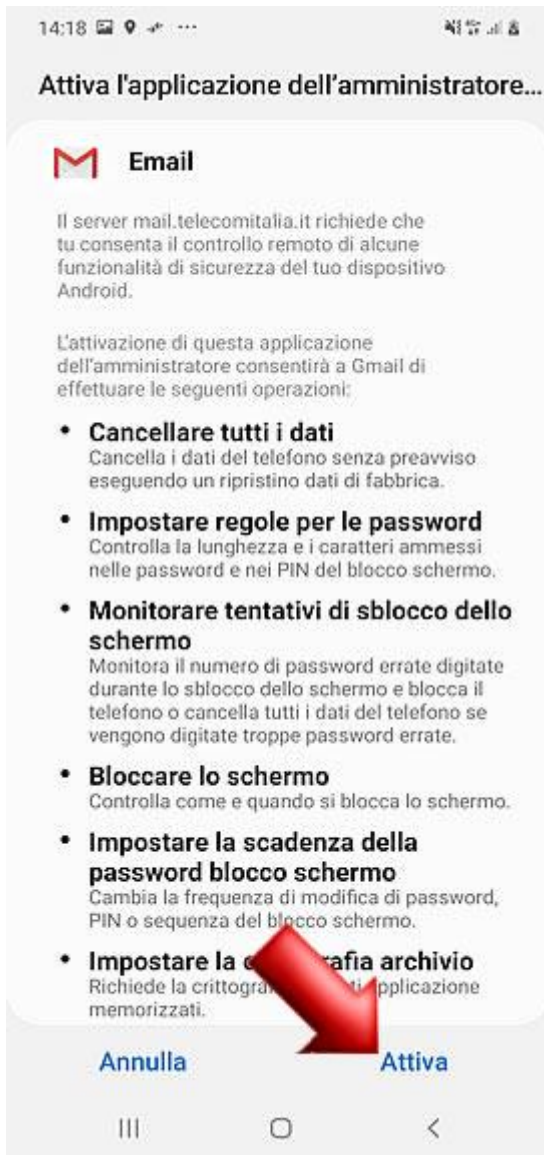 14:18
Attiva l'applicazione dell'amministratore...
Email
Il server mail.telecomitalia.it richiede che
tu consenta il controllo remoto di alcune
funzionalità di sicurezza del tuo dispositivo
Android.
L'attivazione di questa applicazione
dell'amministratore consentirà a Gmail di
effettuare le seguenti operazioni:
• Cancellare tutti i dati
Cancella i dati del telefono senza preavviso
eseguendo un ripristino dati di fabbrica.
• Impostare regole per le password
Controlla la lunghezza e i caratteri ammessi
nelle password e nei PIN del blocco schermo.
• Monitorare tentativi di sblocco dello
schermo
Monitora il numero di password errate digitate
durante lo sblocco dello schermo e blocca il
telefono o cancella tutti i dati del telefono se
vengono digitate troppe password errate.
• Bloccare lo schermo
Controlla come e quando si blocca lo schermo.
• Impostare la scadenza della
password blocco schermo
Cambia la frequenza di modifica di password,
PIN o sequenza del blocco schermo.
• Impostare la archivio
Richiede la applicazione
memorizzati.
Annulla
Attiva